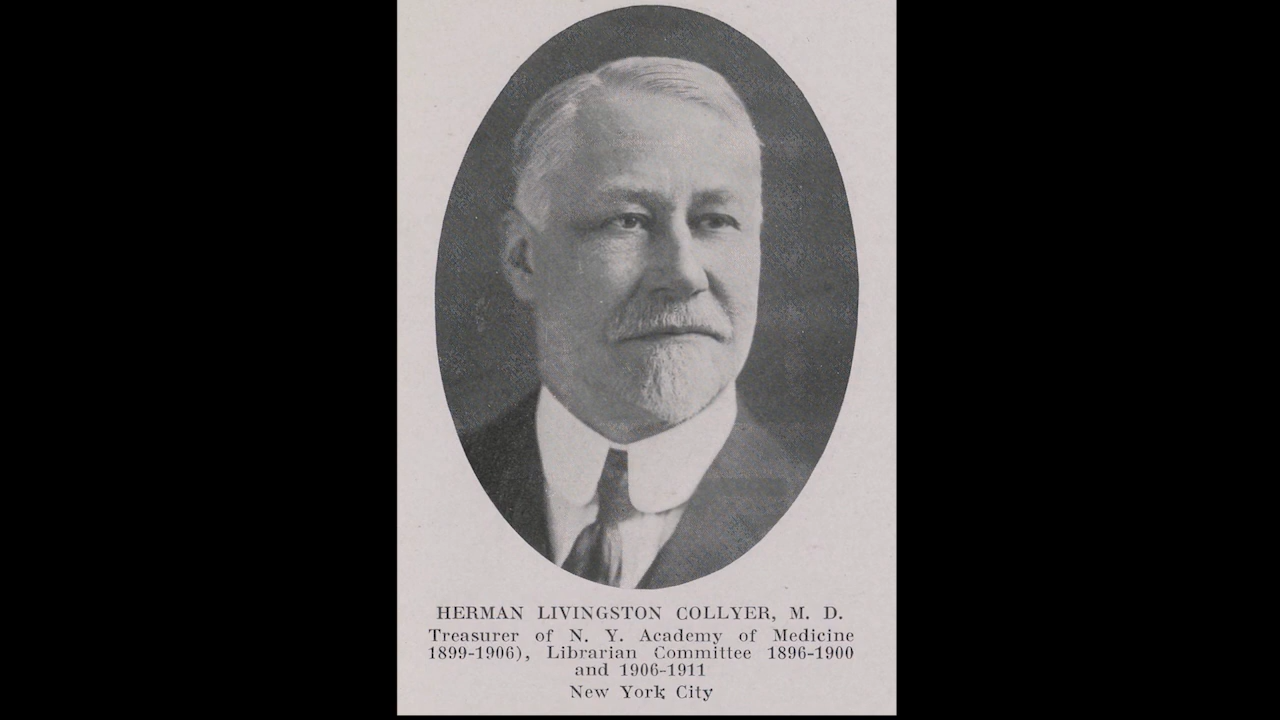 HERMAN LIVINGSTON COLLYER, M. D.
Treasurer of N. Y. Academy of Medicine
1899-1906), Librarian Committee 1896-1900
and 1906-1911
New York City